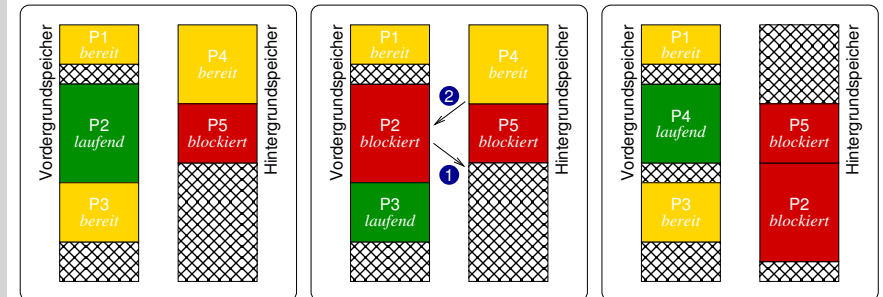 Vordergrundspeicher
P1
bereit
P2
laufend
P3
bereit
P4
bereit
P5
blockiert
Hintergrundspeicher
Vordergrundspeicher
P1
bereit
P2
blockiert
P3
laufend
2
1
P4
bereit
P5
blockiert
Hintergrundspeicher
Vordergrundspeicher
P1
bereit
P4
laufend
P3
bereit
P5
blockiert
P2
blockiert
Hintergrundspeicher